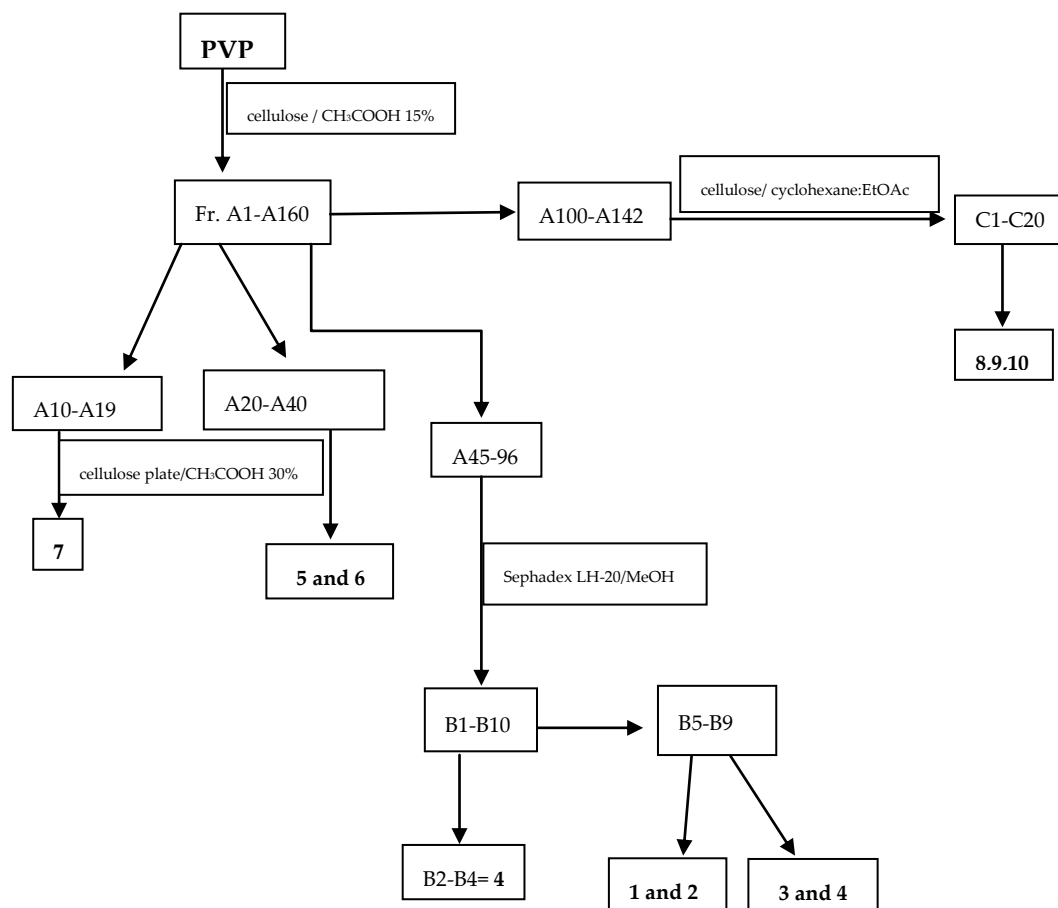 PVP
cellulose / CH₃COOH 15%
Fr. A1-A160
A100-A142
cellulose/ cyclohexane:EtOAc
C1-C20
8.9.10
A10-A19
A20-A40
A45-96
cellulose plate/CH₃COOH 30%
7
5 and 6
Sephadex LH-20/MeOH
B1-B10
B5-B9
B2-B4= 4
1 and 2
3 and 4